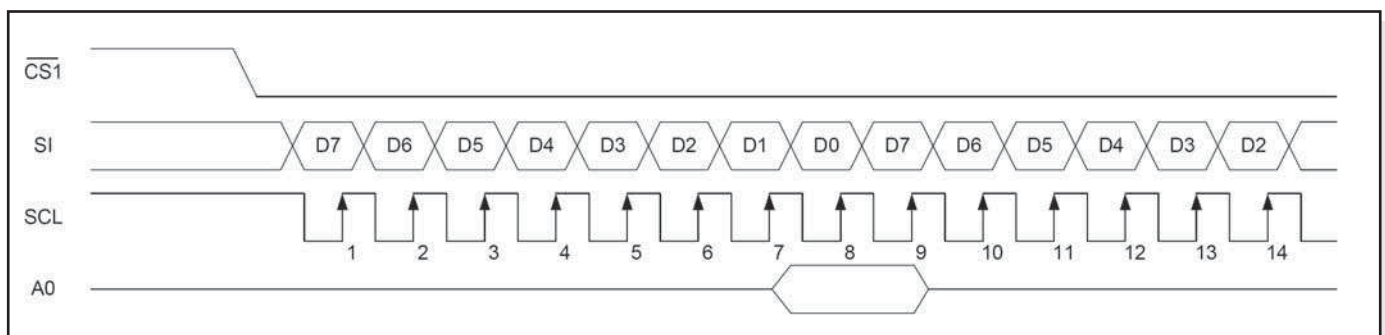 C̅S̅1̅
SI D7 D6 D5 D4 D3 D2 D1 D0 D7 D6 D5 D4 D3 D2
SCL
1 2 3 4 5 6 7 8 9 10 11 12 13 14
A0